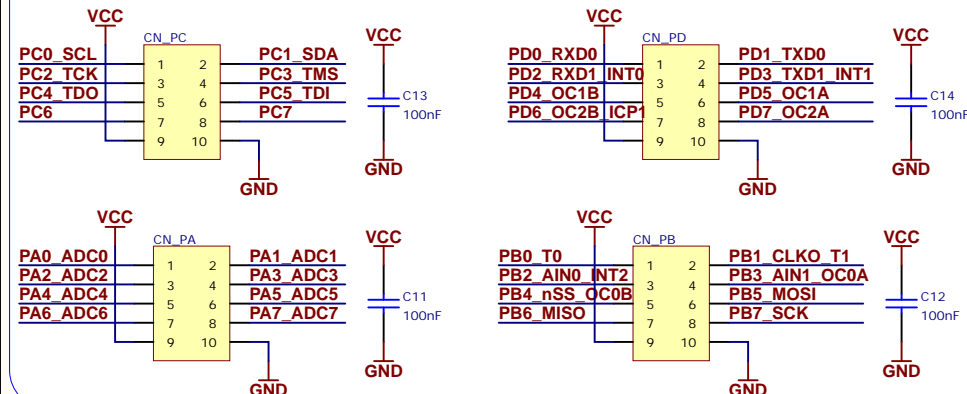 VCC
CN_PC
PC0_SCL 1 2 PC1_SDA
PC2_TCK 3 4 PC3_TMS
PC4_TDO 5 6 PC5_TDI
PC6 7 8 PC7
9 10
GND
VCC
C13
100nF
GND
VCC
CN_PD
PD0_RXD0 1 2 PD1_TXD0
PD2_RXD1_INT0 3 4 PD3_TXD1_INT1
PD4_OC1B 5 6 PD5_OC1A
PD6_OC2B_ICP1 7 8 PD7_OC2A
9 10
GND
VCC
C14
100nF
GND
VCC
CN_PA
PA0_ADC0 1 2 PA1_ADC1
PA2_ADC2 3 4 PA3_ADC3
PA4_ADC4 5 6 PA5_ADC5
PA6_ADC6 7 8 PA7_ADC7
9 10
GND
VCC
C11
100nF
GND
VCC
CN_PB
PB0_T0 1 2 PB1_CLKO_T1
PB2_AIN0_INT2 3 4 PB3_AIN1_OC0A
PB4_nSS_OC0B 5 6 PB5_MOSI
PB6_MISO 7 8 PB7_SCK
9 10
GND
VCC
C12
100nF
GND